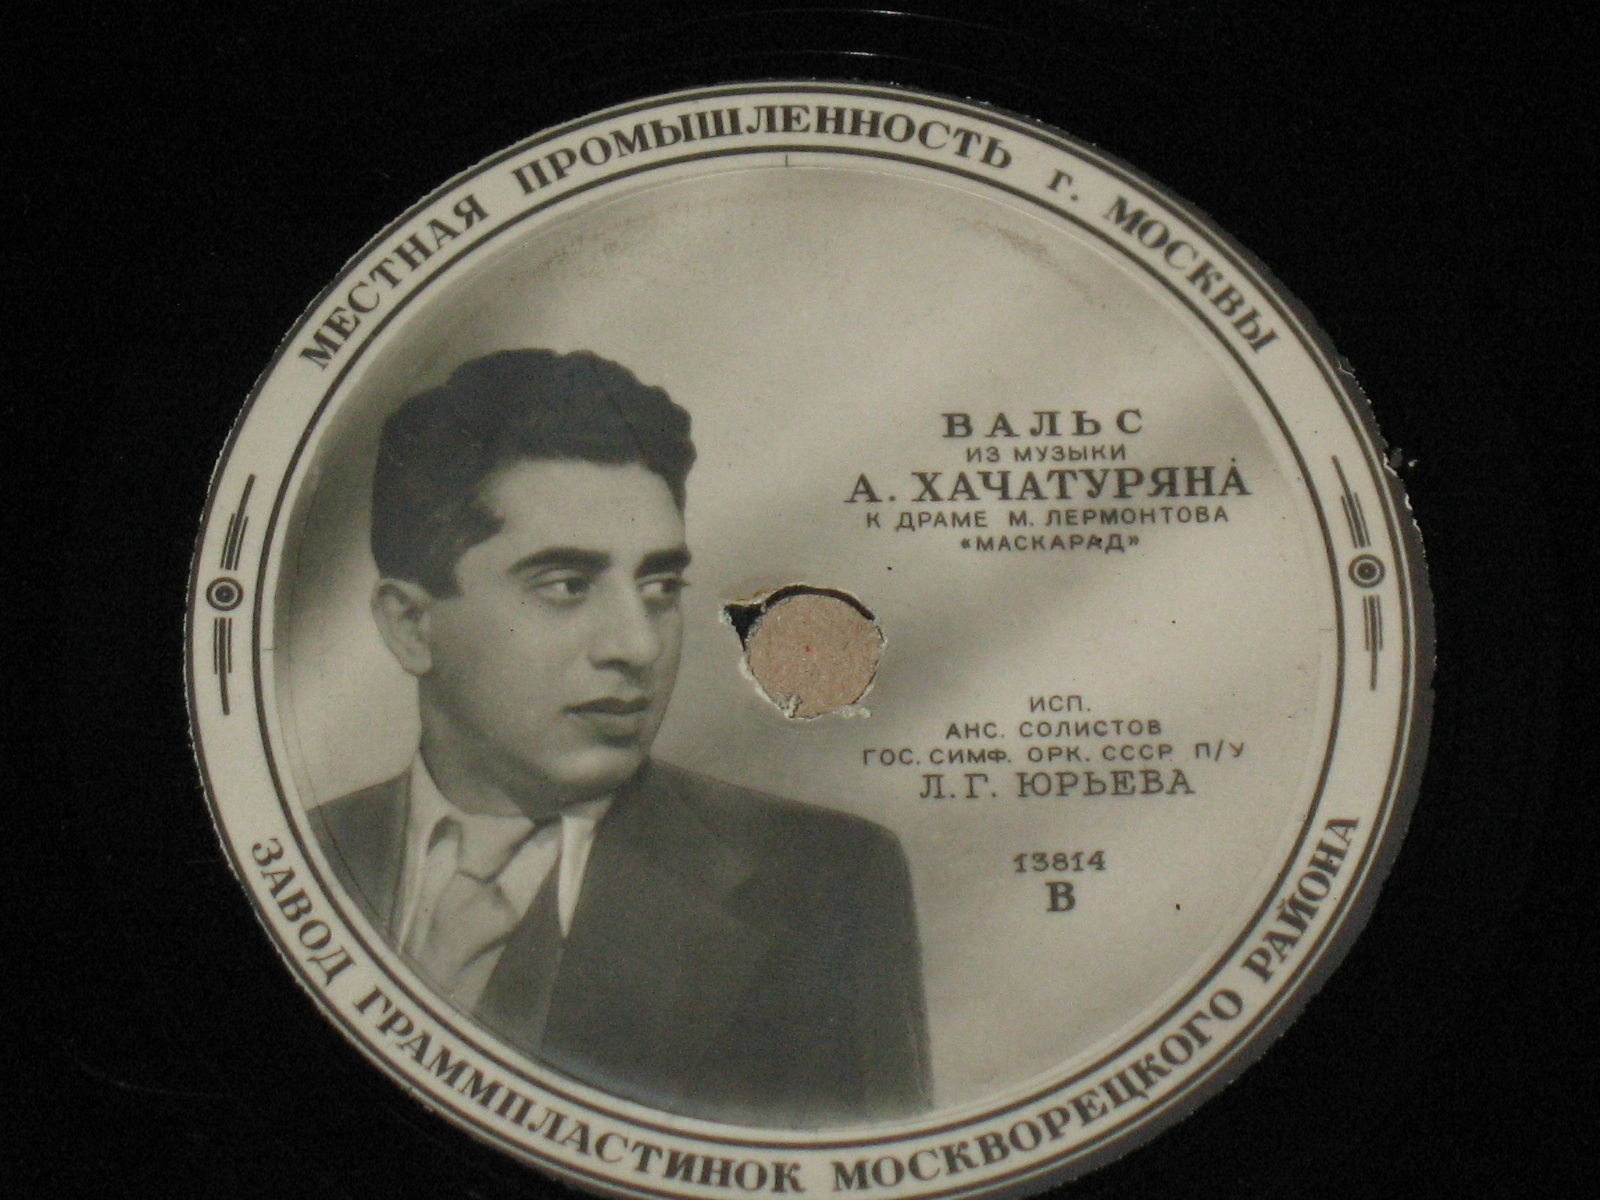 МЕСТНАЯ ПРОМЫШЛЕННОСТЬ г. МОСКВЫ
ВАЛЬС
ИЗ МУЗЫКИ
А. ХАЧАТУРЯНА
К ДРАМЕ М. ЛЕРМОНТОВА
«МАСКАРАД»
ИСП.
АНС. СОЛИСТОВ
ГОС. СИМФ. ОРК. СССР П/У
Л. Г. ЮРЬЕВА
13814
В
ЗАВОД ГРАММПЛАСТИНОК МОСКВОРЕЦКОГО РАЙОНА